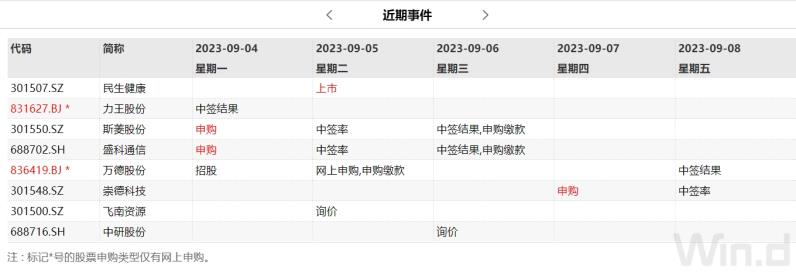 近期事件
代码 简称 2023-09-04 2023-09-05 2023-09-06 2023-09-07 2023-09-08
星期一 星期二 星期三 星期四 星期五
301507.SZ 民生健康 上市
831627.BJ * 力王股份 中签结果
301550.SZ 斯菱股份 申购 中签率 中签结果,申购缴款
688702.SH 盛科通信 申购 中签率 中签结果,申购缴款
836419.BJ * 万德股份 招股 网上申购,申购缴款 中签结果
301548.SZ 崇德科技 申购 中签率
301500.SZ 飞南资源 询价
688716.SH 中研股份 询价
注:标记*号的股票申购类型仅有网上申购。
Win.d